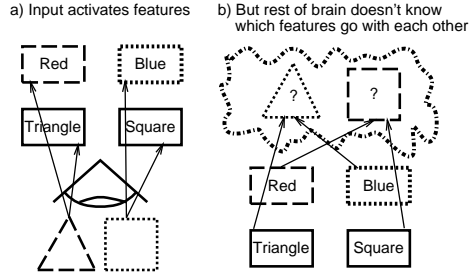 a) Input activates features
b) But rest of brain doesn't know
which features go with each other
Red
Blue
Triangle
Square
?
?
Red
Blue
Triangle
Square